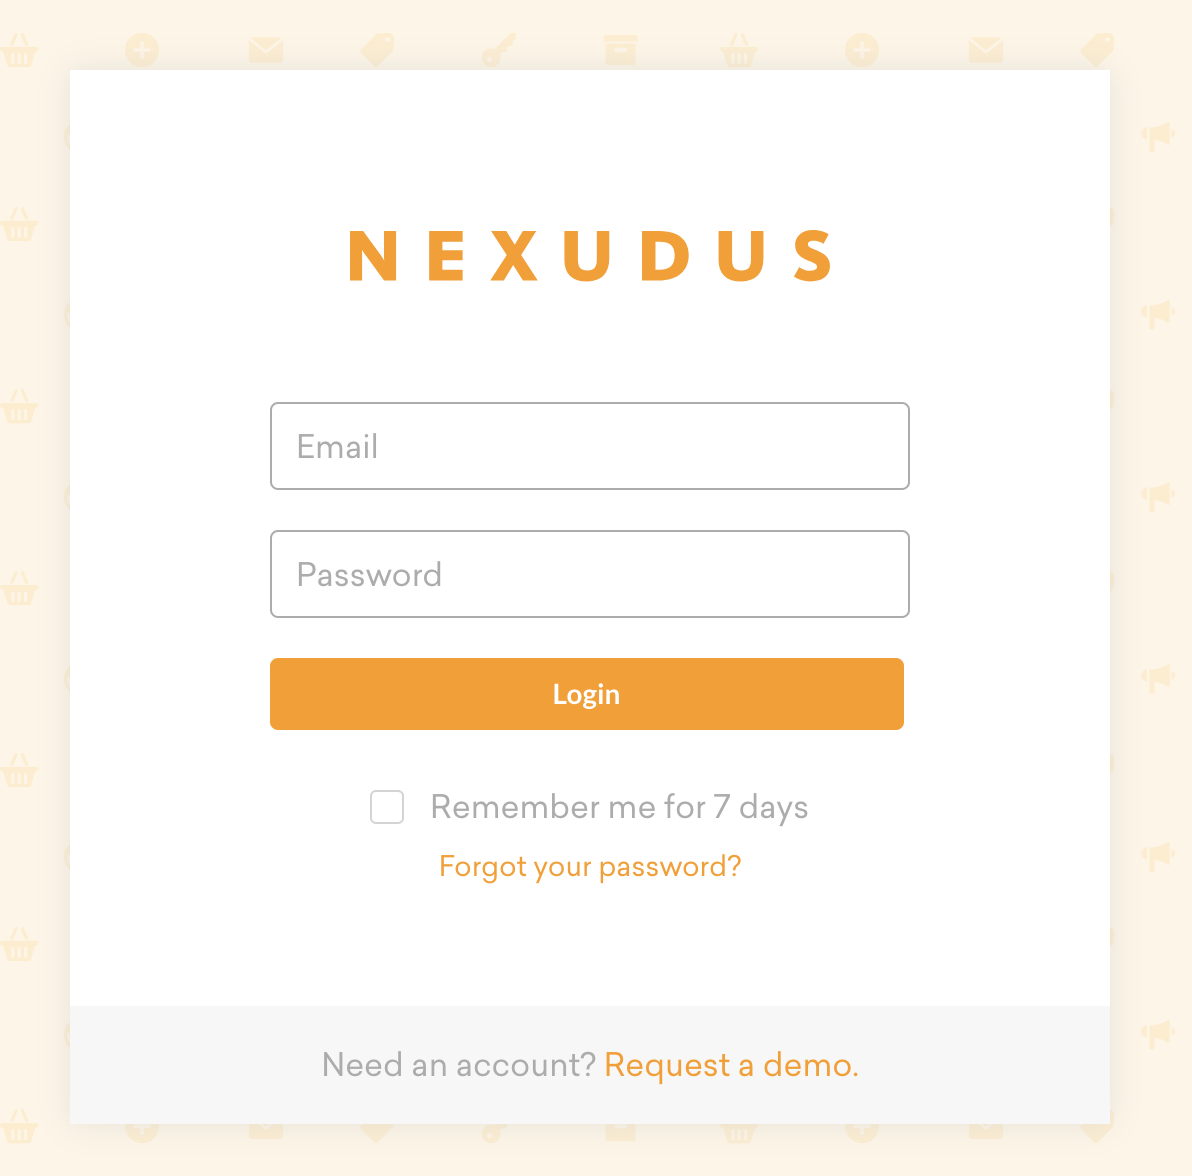 NEXUDUS
Email
Password
Login
Remember me for 7 days
Forgot your password?
Need an account? Request a demo.